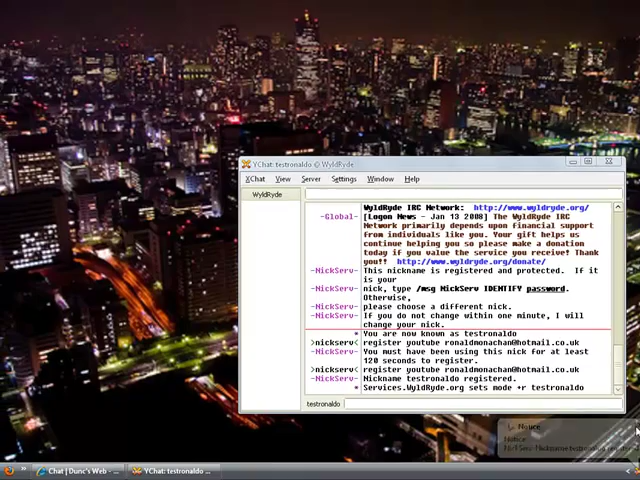 YChat: testronaldo @ WyldRyde
XChat View Server Settings Window Help
WyldRyde
WyldRyde IRC Network: http://www.wyldryde.org/
-Global- [Logon News - Jan 13 2008] The WyldRyde IRC
Network primarily depends upon financial support
from individuals like you. Your gift helps us
continue helping you so please make a donation
today if you value the service you receive! Thank
you!! http://www.wyldryde.org/donate/
-NickServ- This nickname is registered and protected. If it
is your
-NickServ- nick, type /msg NickServ IDENTIFY password.
Otherwise,
-NickServ- please choose a different nick.
-NickServ- If you do not change within one minute, I will
change your nick.
* You are now known as testronaldo
>nickserv< register youtube ronaldmonachan@hotmail.co.uk
-NickServ- You must have been using this nick for at least
120 seconds to register.
>nickserv< register youtube ronaldmonachan@hotmail.co.uk
-NickServ- Nickname testronaldo registered.
* Services.WyldRyde.org sets mode +r testronaldo
testronaldo
Notice
Notice
NickServ: Nickname testronaldo registered
Chat | Dunc's Web - ...
YChat: testronaldo ...